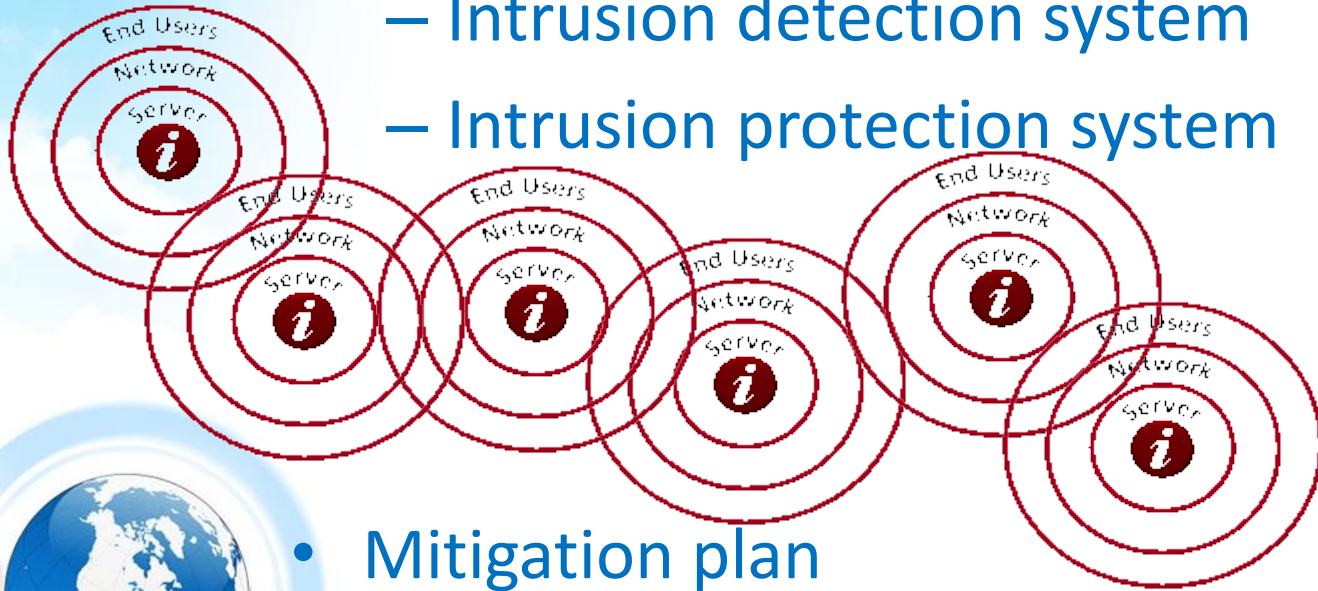 – Intrusion detection system
– Intrusion protection system
End Users
Network
Server
i
End Users
Network
Server
i
End Users
Network
Server
i
End Users
Network
Server
i
End Users
Network
Server
i
End Users
Network
Server
i
• Mitigation plan